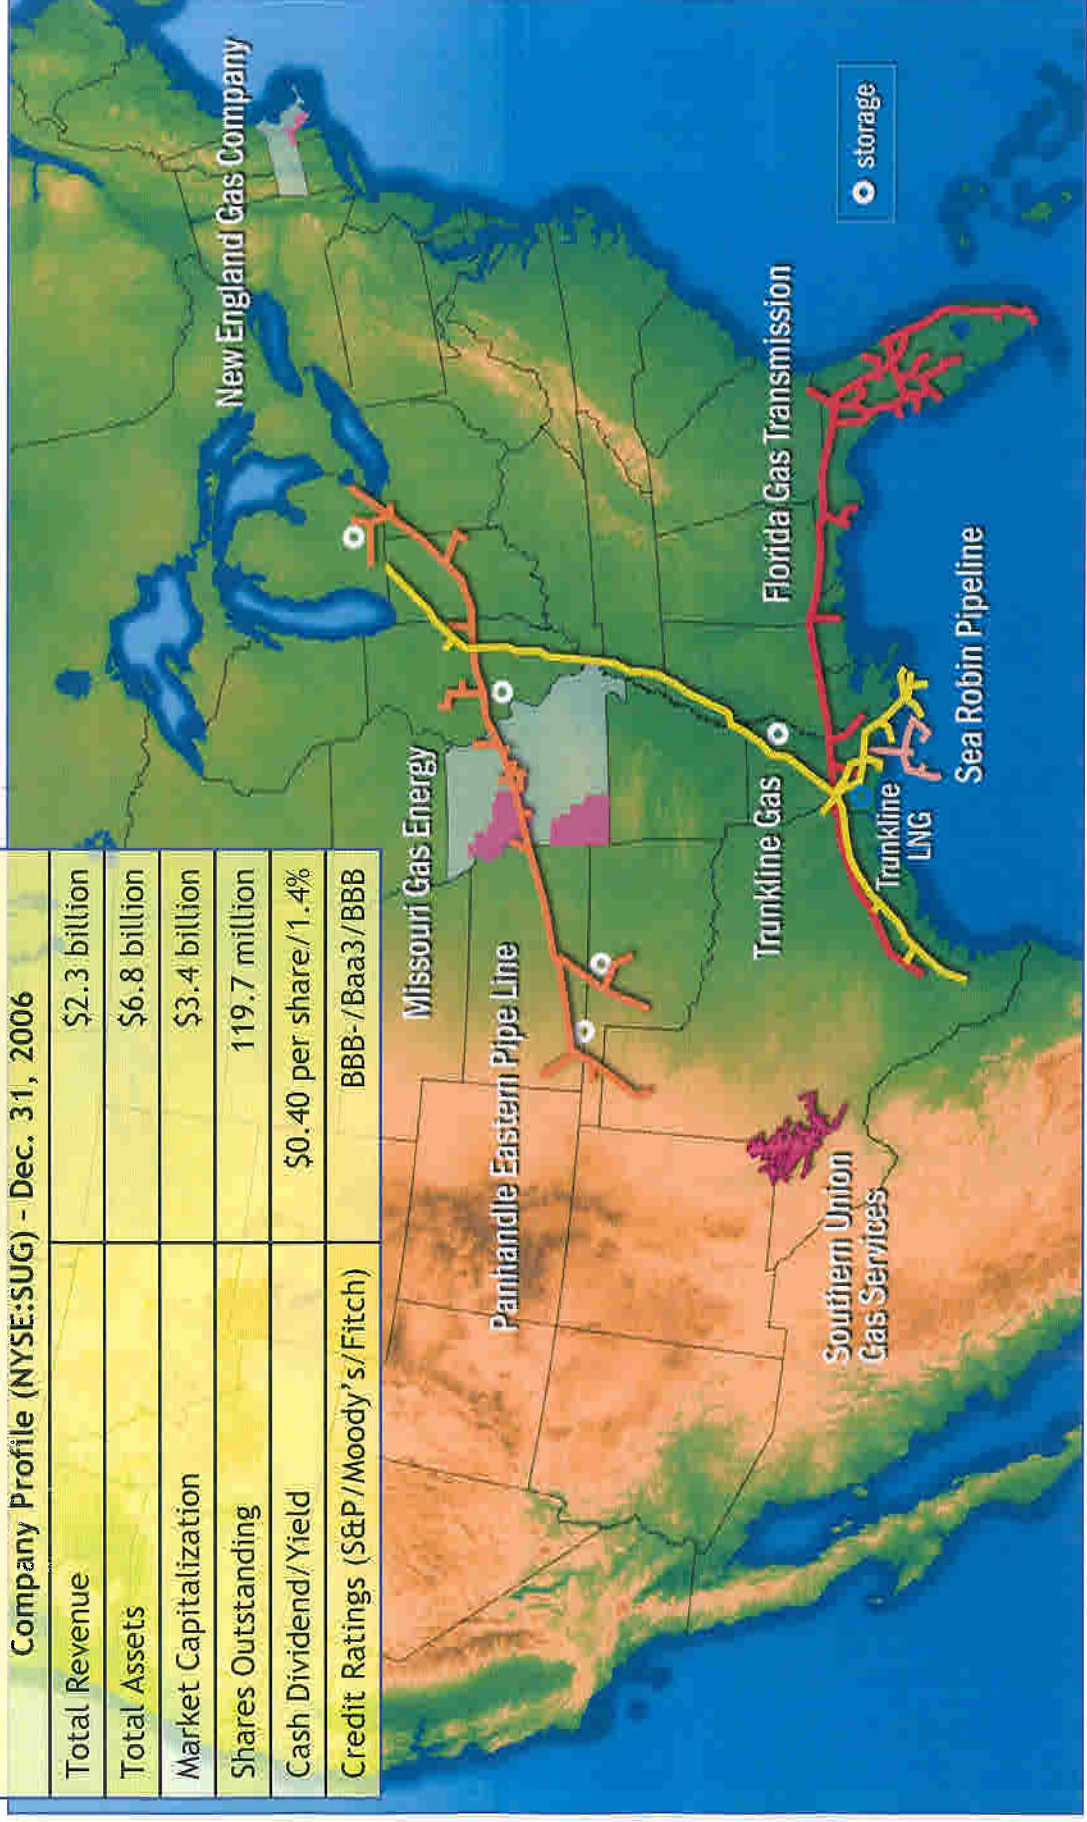 Company Profile (NYSE:SUG) - Dec. 31, 2006
Total Revenue $2.3 billion
Total Assets $6.8 billion
Market Capitalization $3.4 billion
Shares Outstanding 119.7 million
Cash Dividend/Yield $0.40 per share/1.4%
Credit Ratings (S&P/Moody's/Fitch) BBB-/Baa3/BBB
New England Gas Company
Missouri Gas Energy
Panhandle Eastern Pipe Line
Trunkline Gas
Florida Gas Transmission
Southern Union
Gas Services
Trunkline
LNG
Sea Robin Pipeline
storage